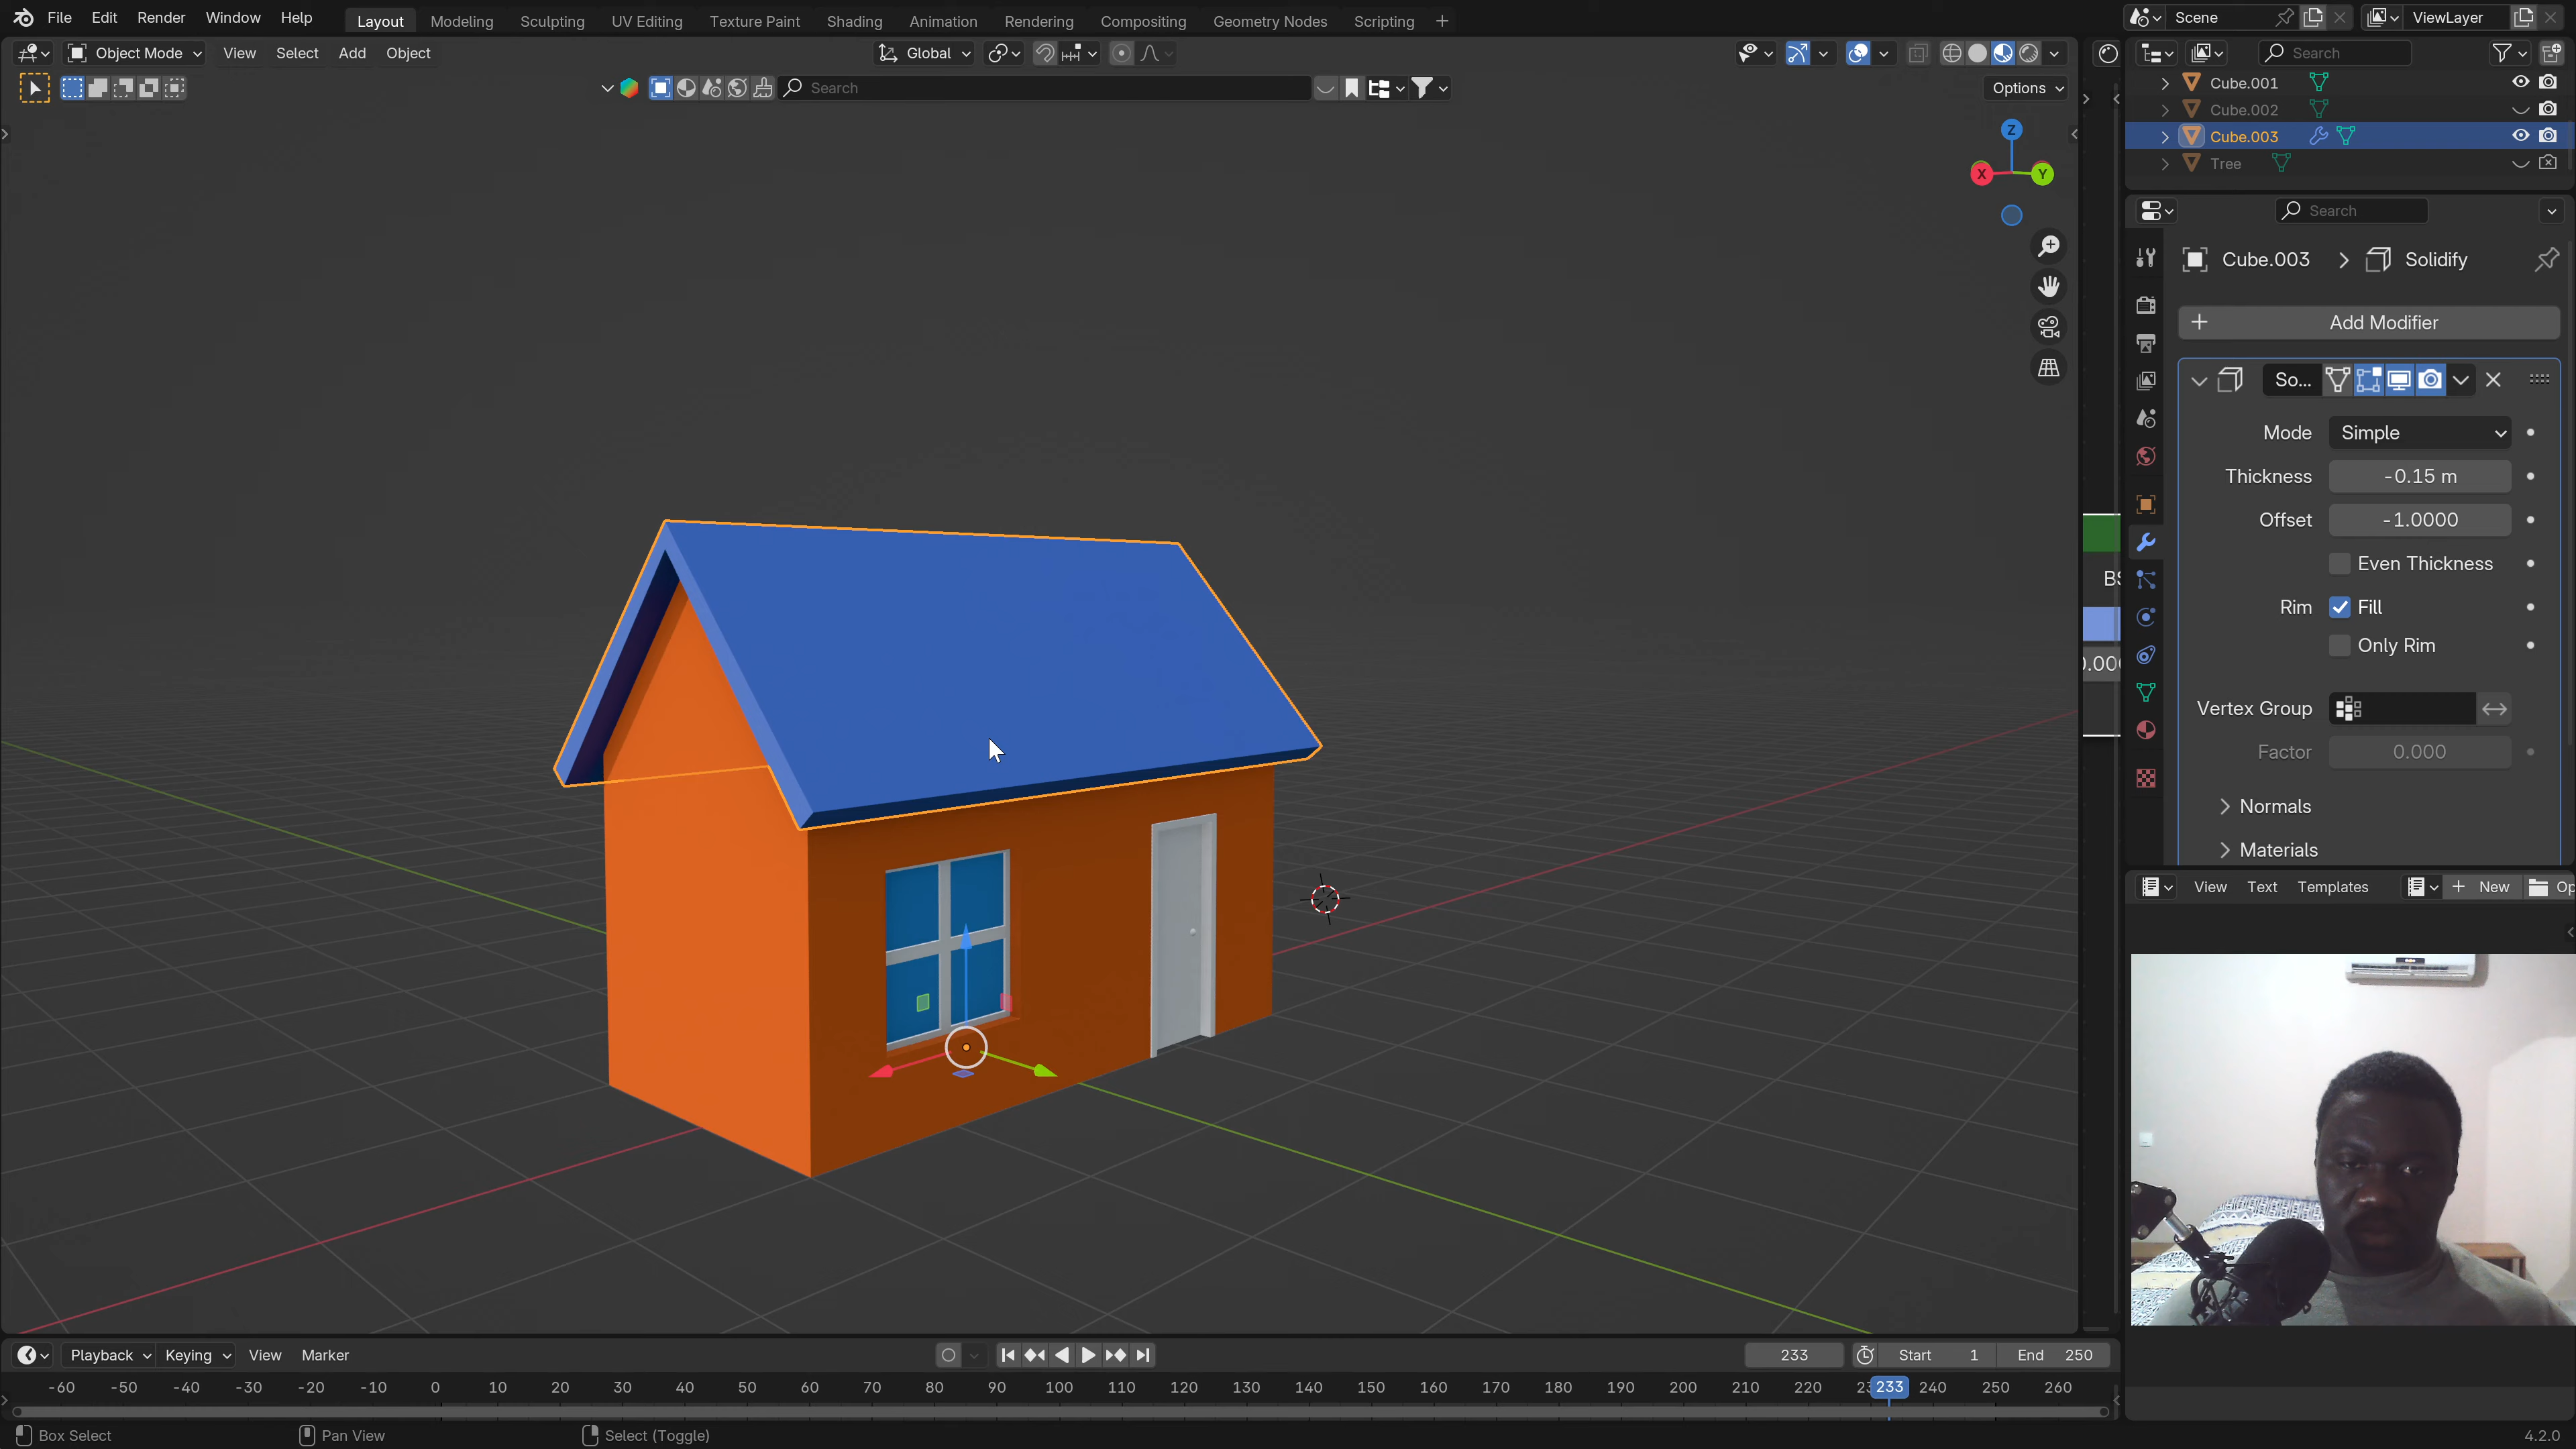 File Edit Render Window Help Layout Modeling Sculpting UV Editing Texture Paint Shading Animation Rendering Compositing Geometry Nodes Scripting Scene ViewLayer
Object Mode View Select Add Object Global Search
Search Options
Cube.001
Cube.002
Cube.003
Tree
Z
X Y
Search
Cube.003 Solidify
Add Modifier
So...
Mode Simple
Thickness -0.15 m
Offset -1.0000
Even Thickness
Rim Fill
Only Rim
Vertex Group
Factor 0.000
Normals
Materials
View Text Templates New Op
Playback Keying View Marker 233 Start 1 End 250
-60 -50 -40 -30 -20 -10 0 10 20 30 40 50 60 70 80 90 100 110 120 130 140 150 160 170 180 190 200 210 220 233 240 250 260
Box Select Pan View Select (Toggle) 4.2.0